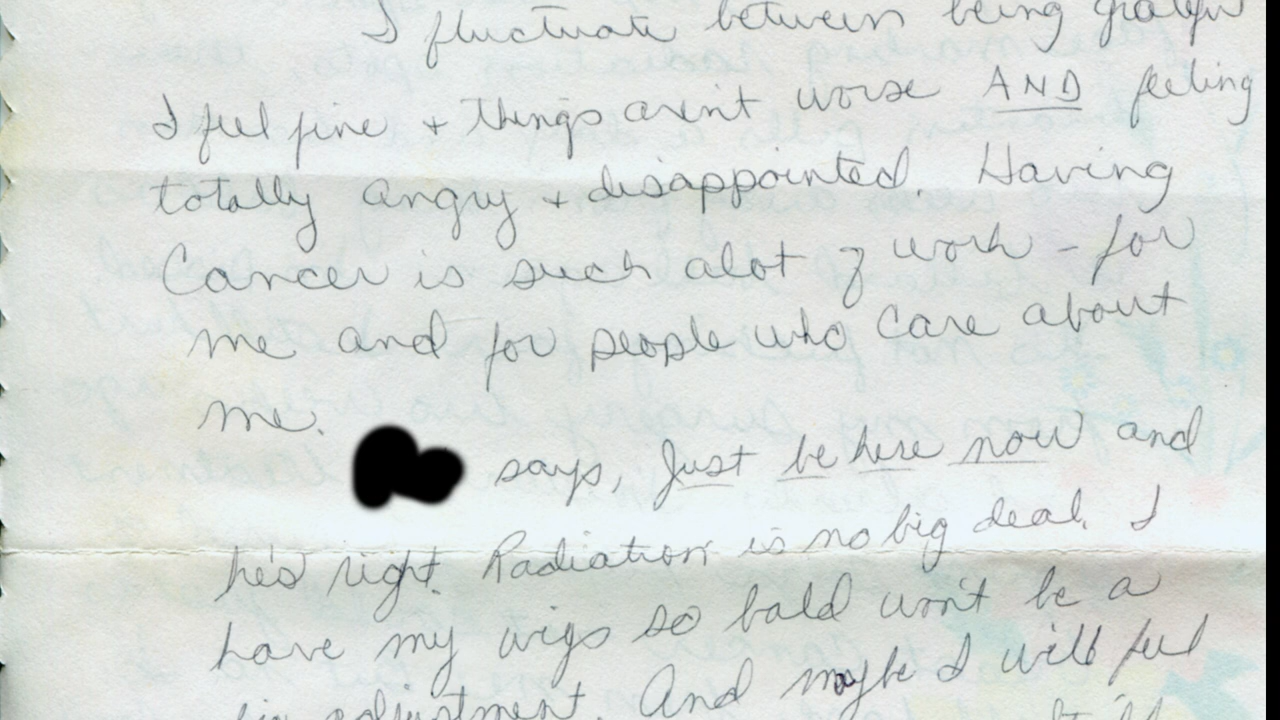 I fluctuate between being grateful
I feel fine + things aren't worse AND feeling
totally angry + disappointed. Having
Cancer is such alot of work - for
me and for people who care about
me.
says, Just be here now and
he's right. Radiation is no big deal. I
have my wigs so bald won't be a
big adjustment. And maybe I will feel